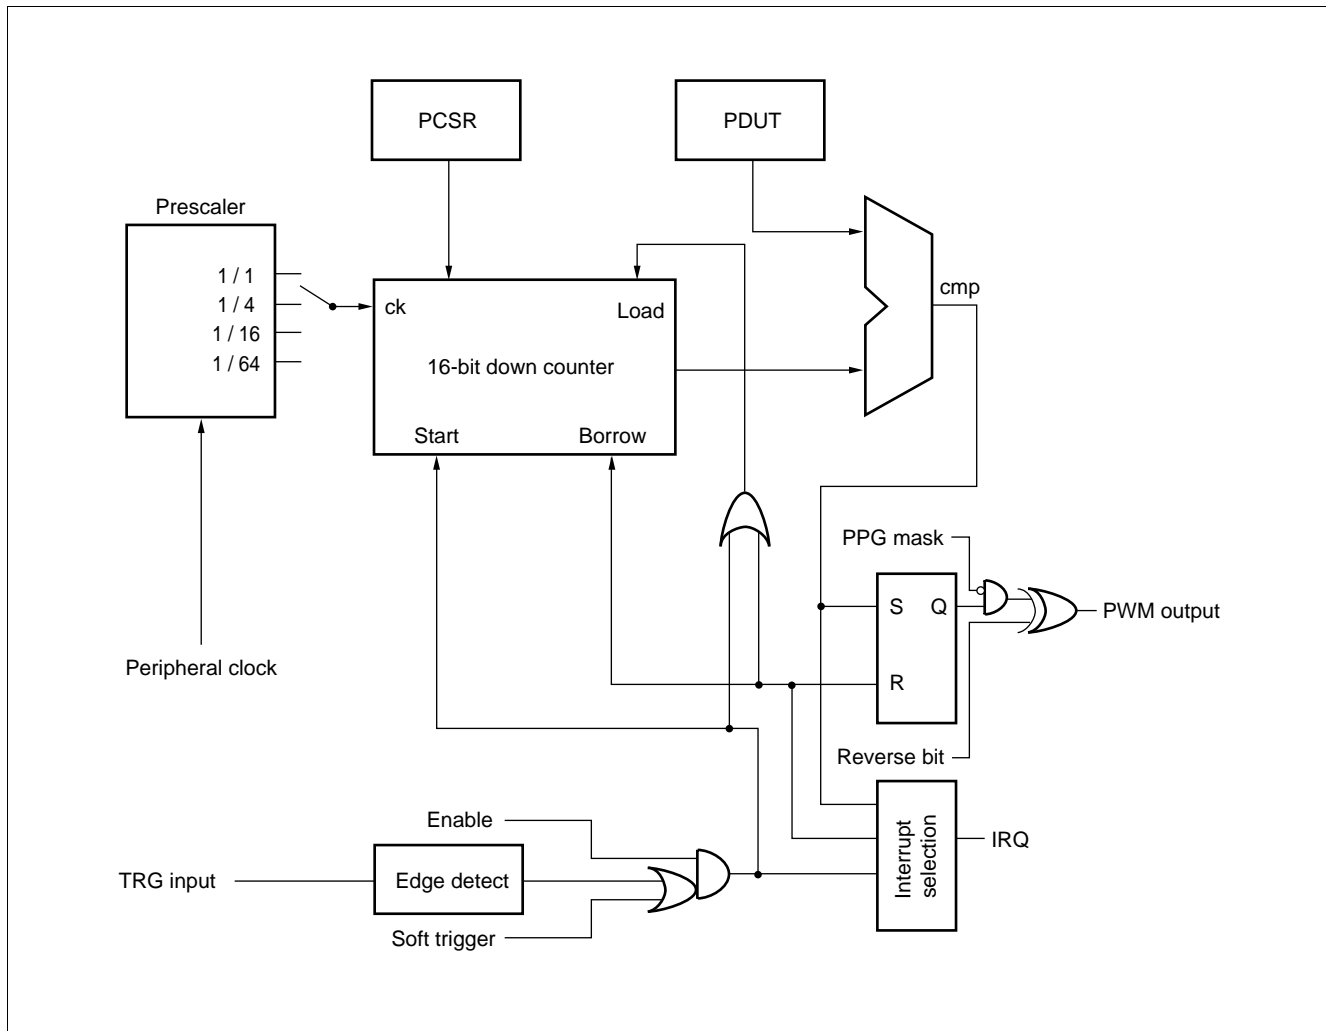 PCSR
PDUT
Prescaler
1 / 1
1 / 4
1 / 16
1 / 64
ck
Load
16-bit down counter
Start
Borrow
cmp
PPG mask
S
Q
PWM output
R
Peripheral clock
Reverse bit
Enable
TRG input
Edge detect
Soft trigger
Interrupt
selection
IRQ